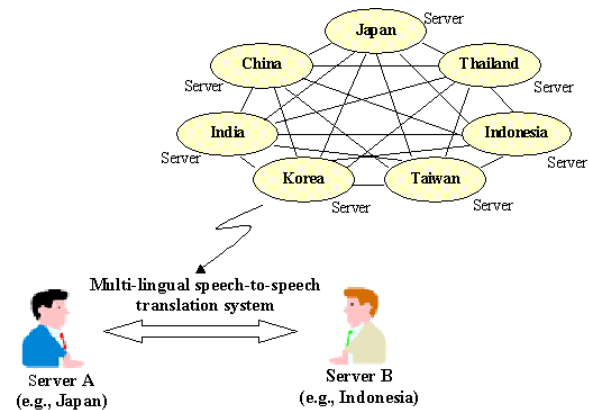 Japan
Server
China
Server
Thailand
Server
India
Server
Indonesia
Server
Korea
Server
Taiwan
Server
Multi-lingual speech-to-speech
translation system
Server A
(e.g., Japan)
Server B
(e.g., Indonesia)